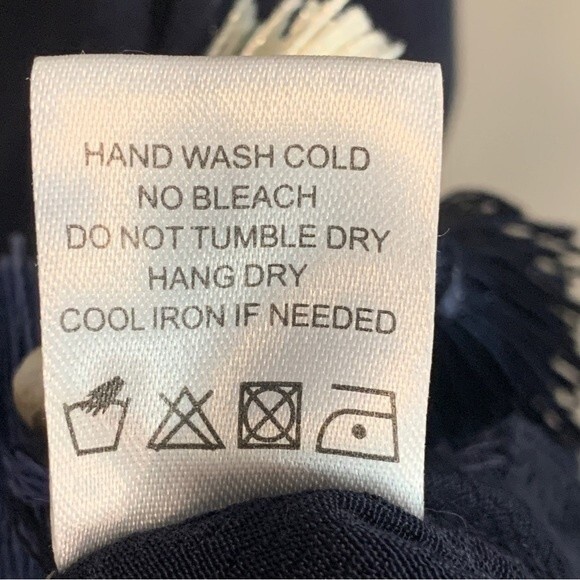 HAND WASH COLD
NO BLEACH
DO NOT TUMBLE DRY
HANG DRY
COOL IRON IF NEEDED